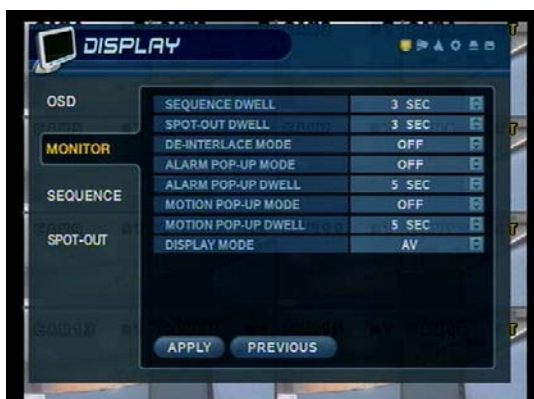 DISPLAY
OSD
MONITOR
SEQUENCE
SPOT-OUT
SEQUENCE DWELL 3 SEC
SPOT-OUT DWELL 3 SEC
DE-INTERLACE MODE OFF
ALARM POP-UP MODE OFF
ALARM POP-UP DWELL 5 SEC
MOTION POP-UP MODE OFF
MOTION POP-UP DWELL 5 SEC
DISPLAY MODE AV
APPLY PREVIOUS